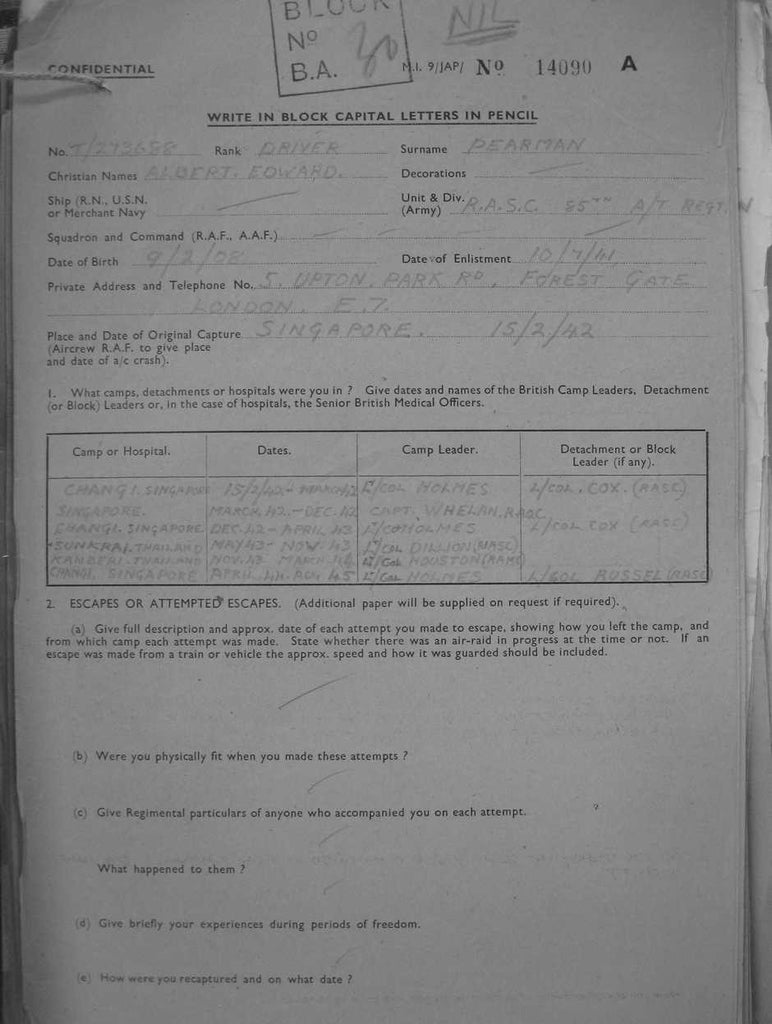 BLOCK
Nº
B.A.
NIL
CONFIDENTIAL
M.I. 9/JAP/ Nº 14090 A
WRITE IN BLOCK CAPITAL LETTERS IN PENCIL
No. T/273688 Rank DRIVER Surname PEARMAN
Christian Names ALBERT. EDWARD. Decorations
Ship (R.N., U.S.N. or Merchant Navy Unit & Div. (Army) R.A.S.C. 85TH A/T REGT.
Squadron and Command (R.A.F., A.A.F.)
Date of Birth 9/2/08 Date of Enlistment 10/7/41
Private Address and Telephone No. 5, UPTON. PARK RD, FOREST GATE
LONDON. E.7.
Place and Date of Original Capture SINGAPORE. 15/2/42
(Aircrew R.A.F. to give place
and date of a/c crash).
1. What camps, detachments or hospitals were you in ? Give dates and names of the British Camp Leaders, Detachment
(or Block) Leaders or, in the case of hospitals, the Senior British Medical Officers.
Camp or Hospital. Dates. Camp Leader. Detachment or Block Leader (if any).
CHANGI. SINGAPORE 15/2/42 - MARCH 42 LT/COL HOLMES L/COL. COX. (RASC)
SINGAPORE. MARCH. 42. - DEC. 42 CAPT. WHELAN. R.A.O.C.
CHANGI. SINGAPORE. DEC. 42 - APRIL 43 LT/COL HOLMES L/COL COX (RASC)
SUNKRAI. THAILAND MAY 43 - NOV. 43 LT/COL DILLION (RIASC)
KANBERI. THAILAND NOV. 43 MARCH 44. LT/COL HOUSTON (RAMC)
CHANGI. SINGAPORE APRIL 44 - 45 LT/COL HOLMES L/COL ROSSEL (RASC)
2. ESCAPES OR ATTEMPTED ESCAPES. (Additional paper will be supplied on request if required).
(a) Give full description and approx. date of each attempt you made to escape, showing how you left the camp, and
from which camp each attempt was made. State whether there was an air-raid in progress at the time or not. If an
escape was made from a train or vehicle the approx. speed and how it was guarded should be included.
(b) Were you physically fit when you made these attempts ?
(c) Give Regimental particulars of anyone who accompanied you on each attempt.
What happened to them ?
(d) Give briefly your experiences during periods of freedom.
(e) How were you recaptured and on what date ?